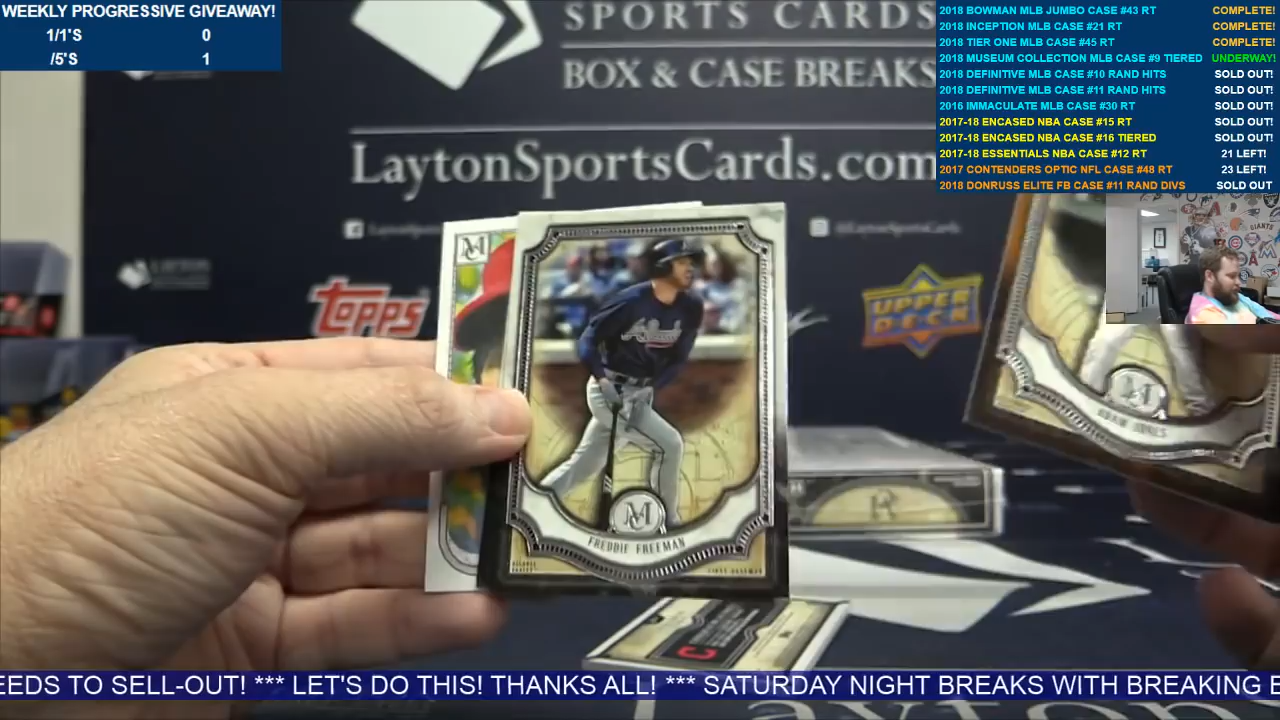 WEEKLY PROGRESSIVE GIVEAWAY!
1/1'S 0
/5'S 1
SPORTS CARDS
BOX & CASE BREAKS
LaytonSportsCards.com
2018 BOWMAN MLB JUMBO CASE #43 RT COMPLETE!
2018 INCEPTION MLB CASE #21 RT COMPLETE!
2018 TIER ONE MLB CASE #45 RT COMPLETE!
2018 MUSEUM COLLECTION MLB CASE #9 TIERED UNDERWAY!
2018 DEFINITIVE MLB CASE #10 RAND HITS SOLD OUT!
2018 DEFINITIVE MLB CASE #11 RAND HITS SOLD OUT!
2016 IMMACULATE MLB CASE #30 RT SOLD OUT!
2017-18 ENCASED NBA CASE #15 RT SOLD OUT!
2017-18 ENCASED NBA CASE #16 TIERED SOLD OUT!
2017-18 ESSENTIALS NBA CASE #12 RT 21 LEFT!
2017 CONTENDERS OPTIC NFL CASE #48 RT 23 LEFT!
2018 DONRUSS ELITE FB CASE #11 RAND DIVS SOLD OUT
TOPPS
UPPER DECK
MC
MC
FREDDIE FREEMAN
MC
ADAM JONES
EEDS TO SELL-OUT! *** LET'S DO THIS! THANKS ALL! *** SATURDAY NIGHT BREAKS WITH BREAKING